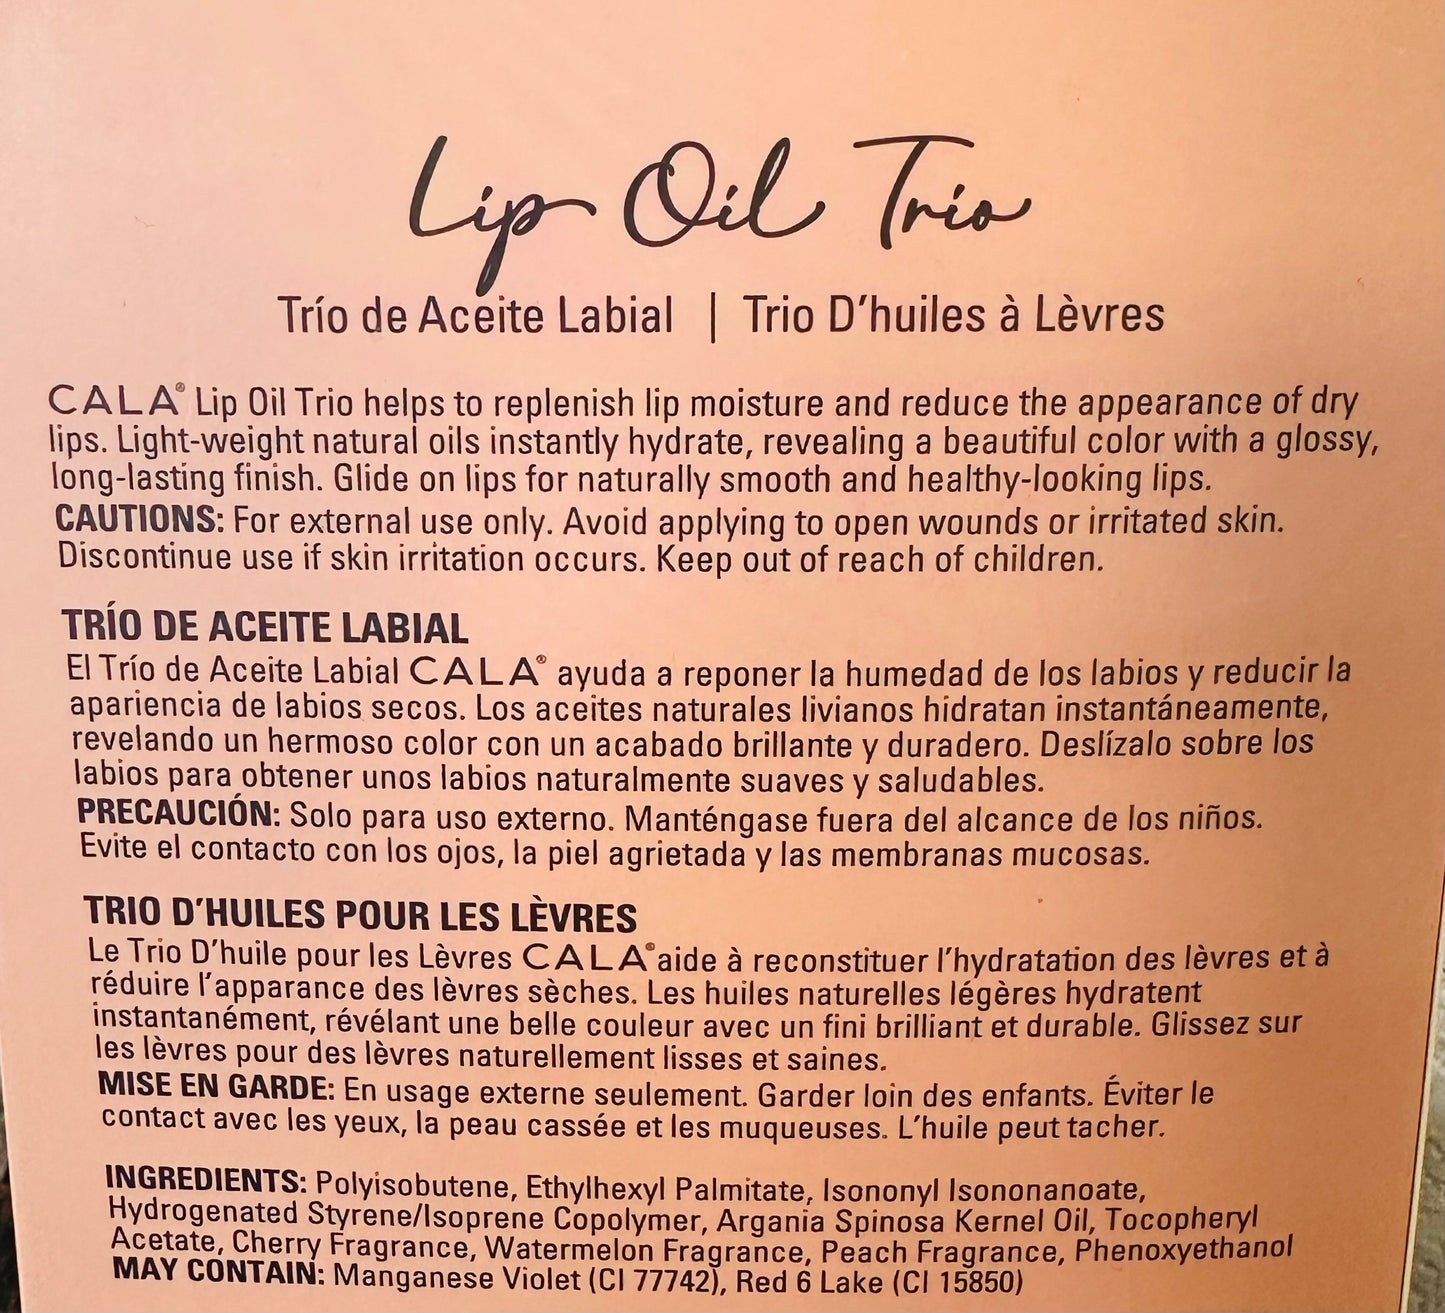 Lip Oil Trio
Trío de Aceite Labial | Trio D'huiles à Lèvres
CALA® Lip Oil Trio helps to replenish lip moisture and reduce the appearance of dry
lips. Light-weight natural oils instantly hydrate, revealing a beautiful color with a glossy,
long-lasting finish. Glide on lips for naturally smooth and healthy-looking lips.
CAUTIONS: For external use only. Avoid applying to open wounds or irritated skin.
Discontinue use if skin irritation occurs. Keep out of reach of children.
TRÍO DE ACEITE LABIAL
El Trío de Aceite Labial CALA® ayuda a reponer la humedad de los labios y reducir la
apariencia de labios secos. Los aceites naturales livianos hidratan instantáneamente,
revelando un hermoso color con un acabado brillante y duradero. Deslízalo sobre los
labios para obtener unos labios naturalmente suaves y saludables.
PRECAUCIÓN: Solo para uso externo. Manténgase fuera del alcance de los niños.
Evite el contacto con los ojos, la piel agrietada y las membranas mucosas.
TRIO D'HUILES POUR LES LÈVRES
Le Trio D'huile pour les Lèvres CALA® aide à reconstituer l'hydratation des lèvres et à
réduire l'apparance des lèvres sèches. Les huiles naturelles légères hydratent
instantanément, révélant une belle couleur avec un fini brilliant et durable. Glissez sur
les lèvres pour des lèvres naturellement lisses et saines.
MISE EN GARDE: En usage externe seulement. Garder loin des enfants. Éviter le
contact avec les yeux, la peau cassée et les muqueuses. L'huile peut tacher.
INGREDIENTS: Polyisobutene, Ethylhexyl Palmitate, Isononyl Isononanoate,
Hydrogenated Styrene/Isoprene Copolymer, Argania Spinosa Kernel Oil, Tocopheryl
Acetate, Cherry Fragrance, Watermelon Fragrance, Peach Fragrance, Phenoxyethanol
MAY CONTAIN: Manganese Violet (CI 77742), Red 6 Lake (CI 15850)